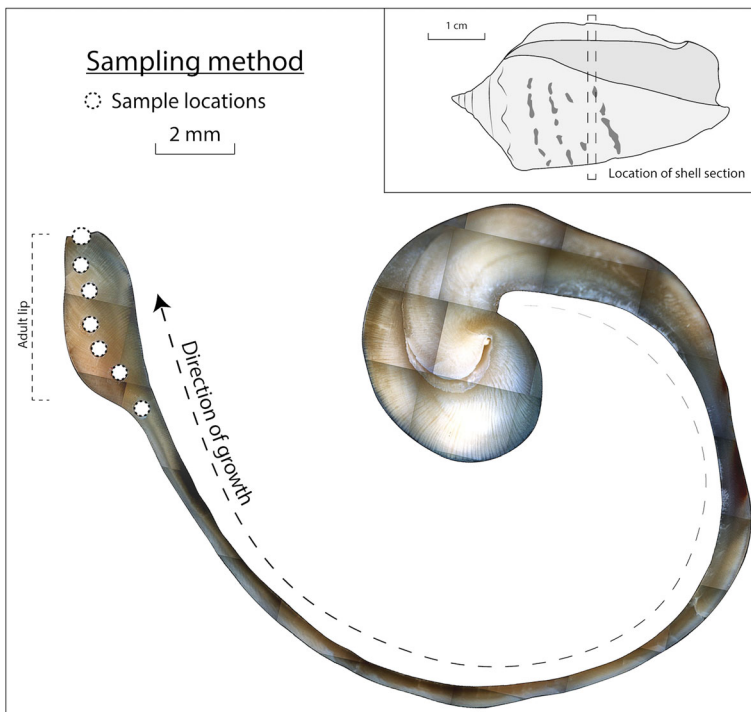 Sampling method
Sample locations
2 mm
1 cm
Location of shell section
Adult lip
Direction of growth